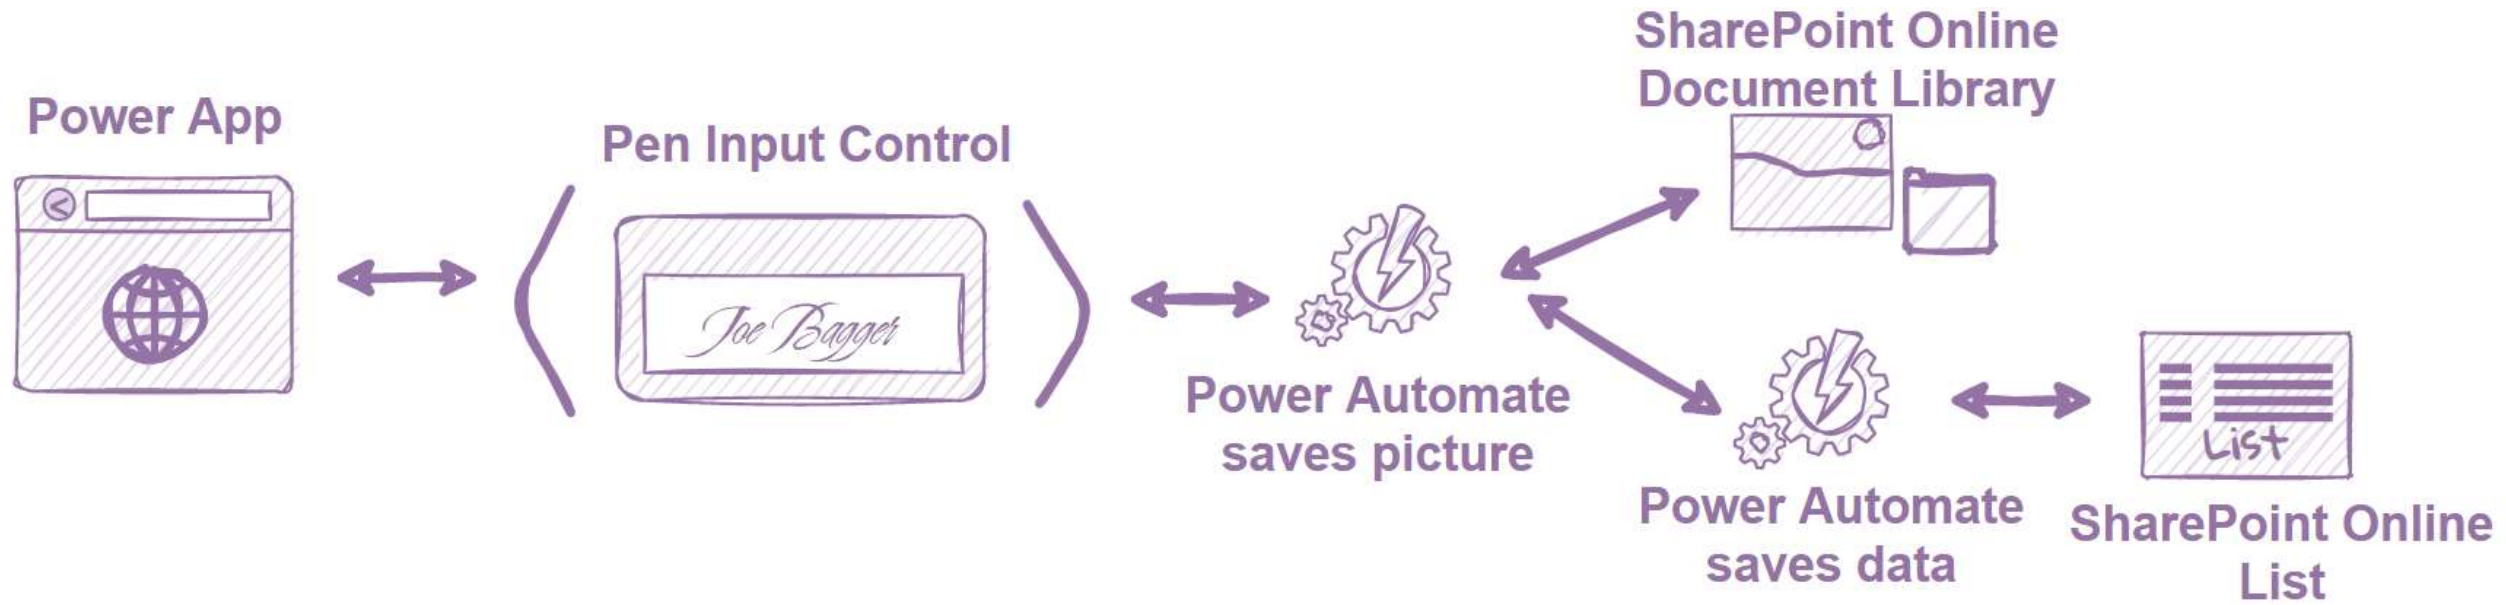 Power App
<
Pen Input Control
Joe Bagger
Power Automate
saves picture
SharePoint Online
Document Library
Power Automate
saves data
List
SharePoint Online
List